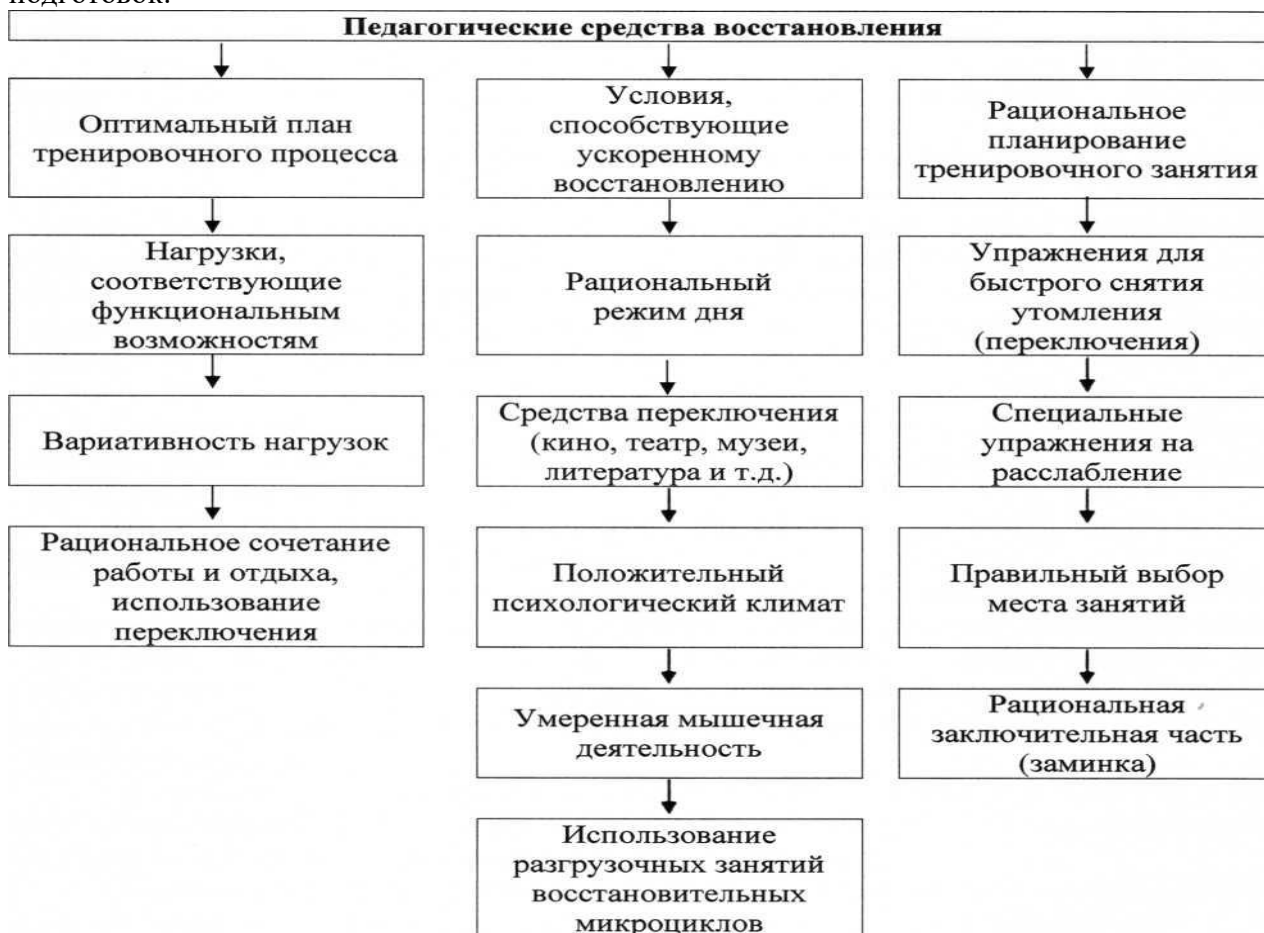 подготовок.
Педагогические средства восстановления
Оптимальный план
тренировочного процесса
Нагрузки,
соответствующие
функциональным
возможностям
Вариативность нагрузок
Рациональное сочетание
работы и отдыха,
использование
переключения
Условия,
способствующие
ускоренному
восстановлению
Рациональный
режим дня
Средства переключения
(кино, театр, музеи,
литература и т.д.)
Положительный
психологический климат
Умеренная мышечная
деятельность
Использование
разгрузочных занятий
восстановительных
микроциклов
Рациональное
планирование
тренировочного занятия
Упражнения для
быстрого снятия
утомления
(переключения)
Специальные
упражнения на
расслабление
Правильный выбор
места занятий
Рациональная
заключительная часть
(заминка)